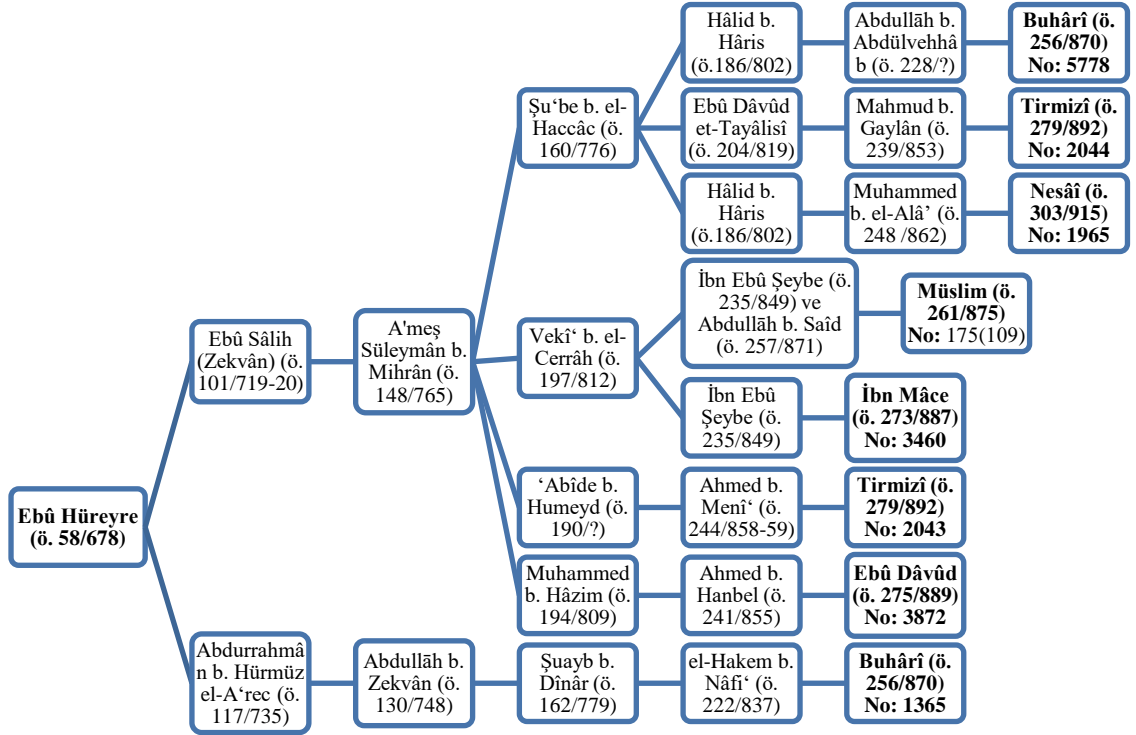 Ebû Hüreyre
(ö. 58/678)
Ebû Sâlih
(Zekvân) (ö.
101/719-20)
A'meş
Süleymân b.
Mihrân (ö.
148/765)
Şu‘be b. el-
Haccâc (ö.
160/776)
Hâlid b.
Hâris
(ö.186/802)
Abdullāh b.
Abdülvehhâ
b (ö. 228/?)
Buhârî (ö.
256/870)
No: 5778
Ebû Dâvûd
et-Tayâlisî
(ö. 204/819)
Mahmud b.
Gaylân (ö.
239/853)
Tirmizî (ö.
279/892)
No: 2044
Hâlid b.
Hâris
(ö.186/802)
Muhammed
b. el-Alâ’ (ö.
248 /862)
Nesâî (ö.
303/915)
No: 1965
Vekî‘ b. el-
Cerrâh (ö.
197/812)
İbn Ebû Şeybe (ö.
235/849) ve
Abdullāh b. Saîd
(ö. 257/871)
Müslim (ö.
261/875)
No: 175(109)
İbn Ebû
Şeybe (ö.
235/849)
İbn Mâce
(ö. 273/887)
No: 3460
‘Abîde b.
Humeyd (ö.
190/?)
Ahmed b.
Menî‘ (ö.
244/858-59)
Tirmizî (ö.
279/892)
No: 2043
Muhammed
b. Hâzim (ö.
194/809)
Ahmed b.
Hanbel (ö.
241/855)
Ebû Dâvûd
(ö. 275/889)
No: 3872
Abdurrahmâ
n b. Hürmüz
el-A‘rec (ö.
117/735)
Abdullāh b.
Zekvân (ö.
130/748)
Şuayb b.
Dînâr (ö.
162/779)
el-Hakem b.
Nâfi‘ (ö.
222/837)
Buhârî (ö.
256/870)
No: 1365